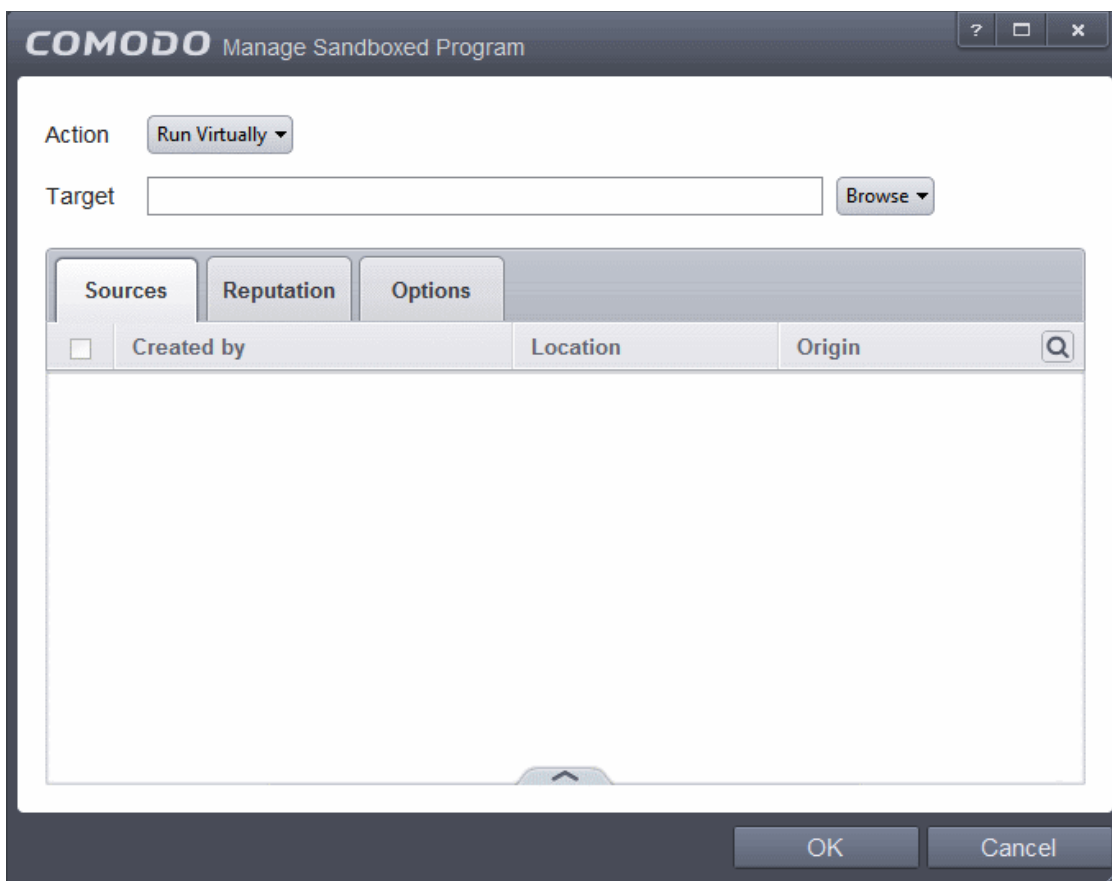 COMODO Manage Sandboxed Program ?
Action Run Virtually
Target Browse
Sources Reputation Options
Created by Location Origin
OK Cancel